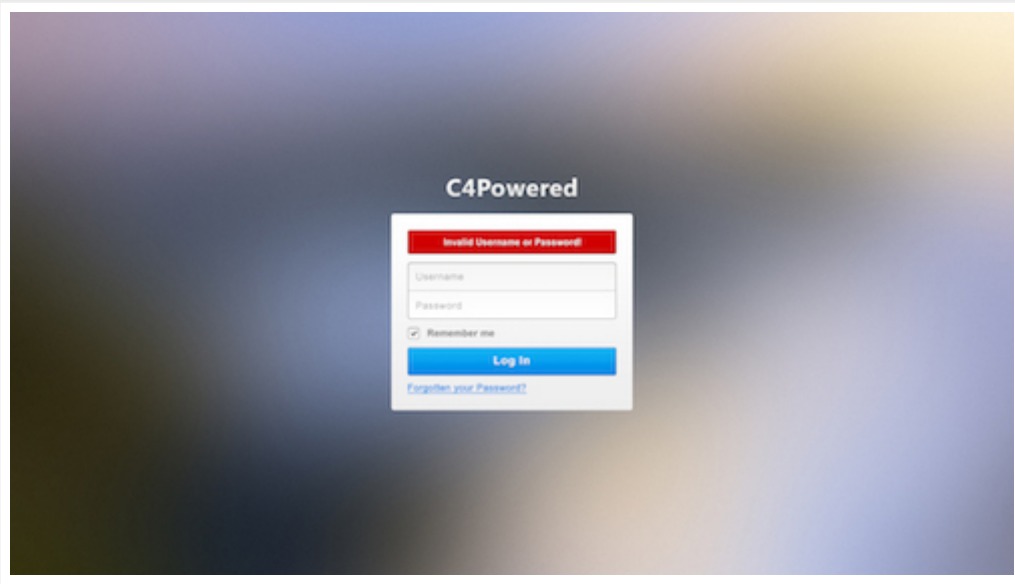 C4Powered
Invalid Username or Password!
Username
Password
Remember me
Log In
Forgotten your Password?